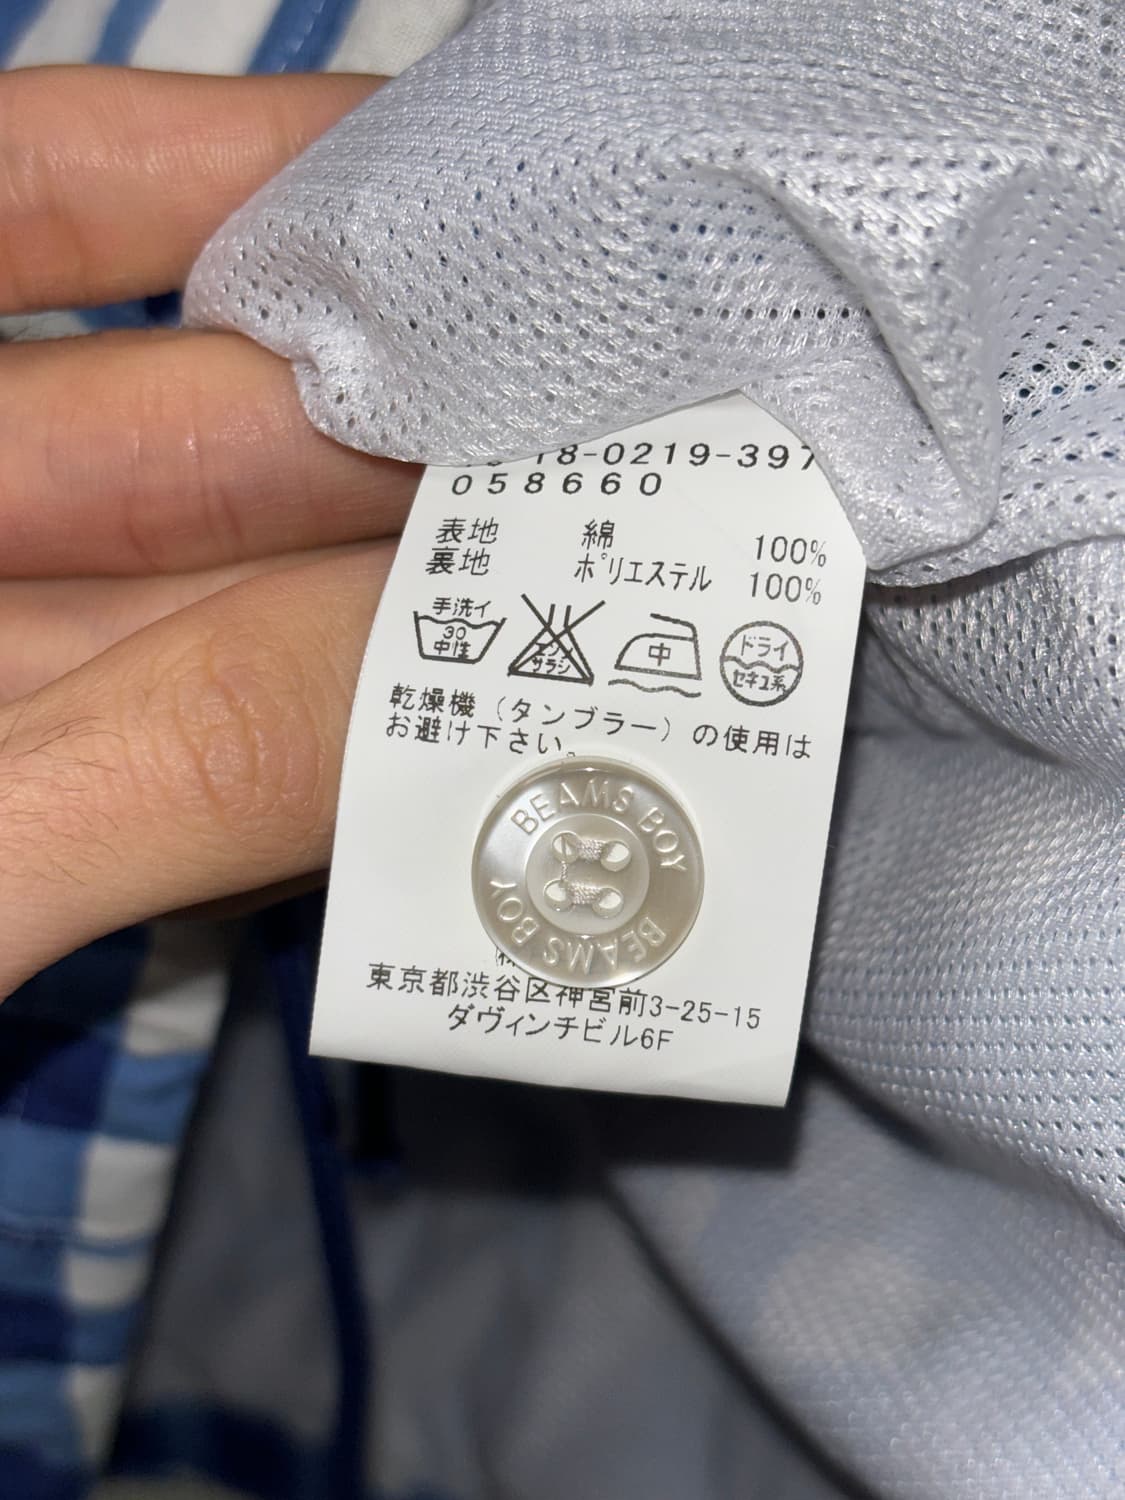 18-0219-397
058660
表地 綿 100%
裏地 ポリエステル 100%
手洗イ
30
中性
エンソ
サラシ
中
ドライ
セキユ系
乾燥機（タンブラー）の使用は
お避け下さい。
BEAMS BOY
BEAMS BOY
東京都渋谷区神宮前3-25-15
ダヴィンチビル6F